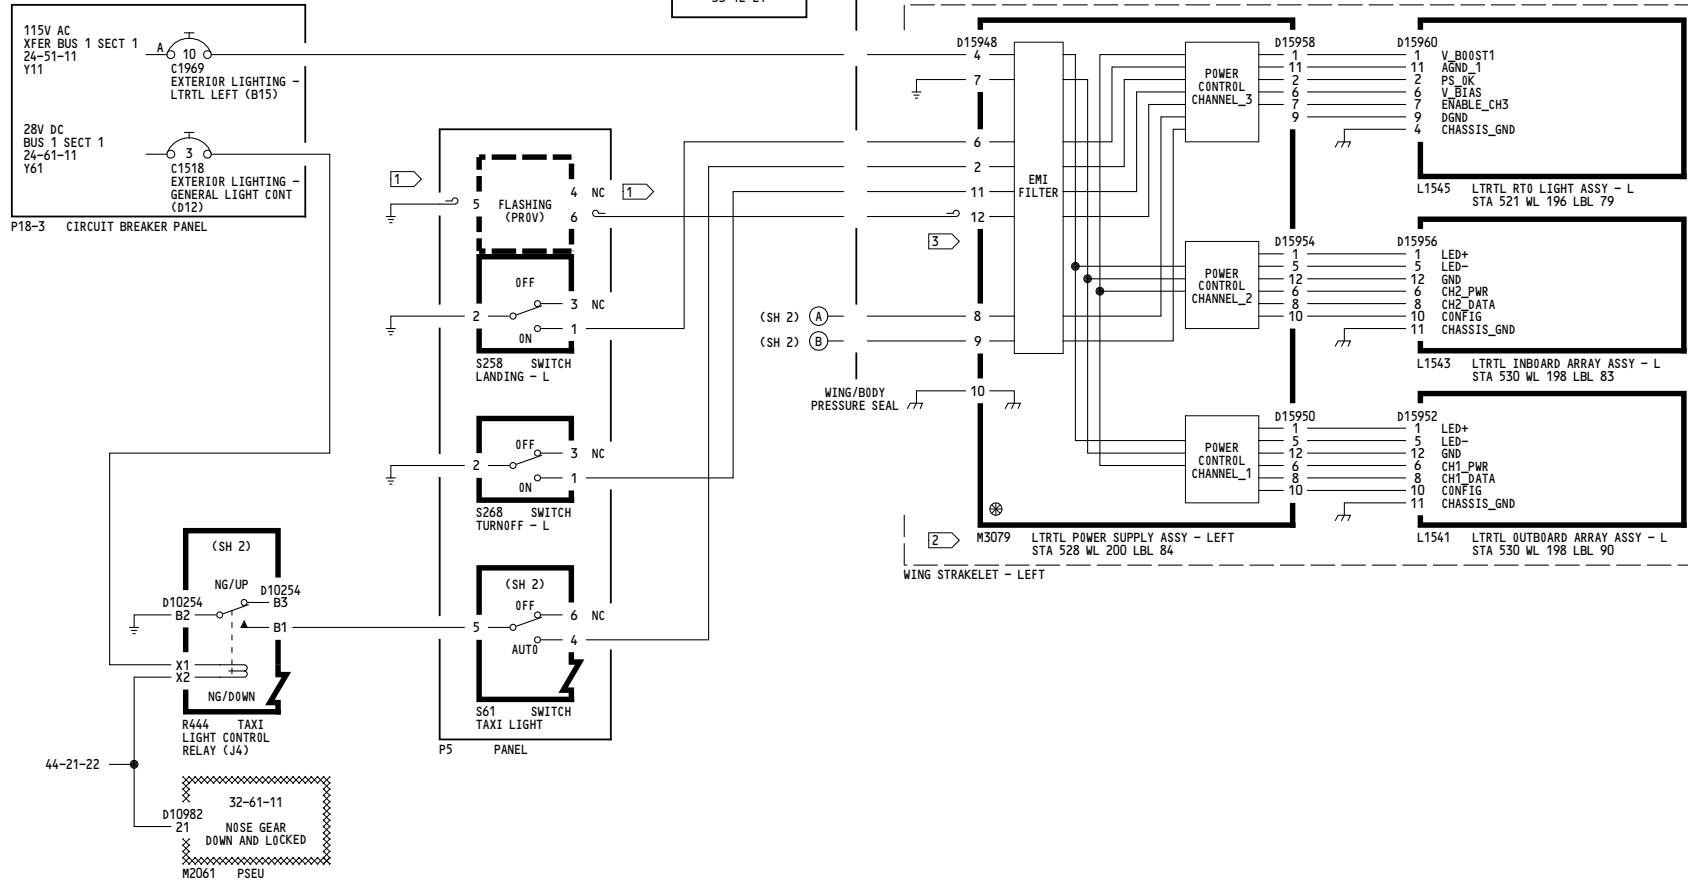 115V AC
XFER BUS 1 SECT 1
24-51-11
Y11
A
10
C1969
EXTERIOR LIGHTING -
LTRTL LEFT (B15)
28V DC
BUS 1 SECT 1
24-61-11
Y61
3
C1518
EXTERIOR LIGHTING -
GENERAL LIGHT CONT
(D12)
P18-3 CIRCUIT BREAKER PANEL
1
5
FLASHING
(PROV)
4 NC
6
1
OFF
3 NC
2
1
ON
S258 SWITCH
LANDING - L
OFF
3 NC
2
1
ON
S268 SWITCH
TURNOFF - L
(SH 2)
OFF
6 NC
5
4
AUTO
S61 SWITCH
TAXI LIGHT
P5 PANEL
(SH 2)
NG/UP
D10254
B2
D10254
B3
B1
X1
X2
NG/DOWN
R444 TAXI
LIGHT CONTROL
RELAY (J4)
44-21-22
32-61-11
D10982
21
NOSE GEAR
DOWN AND LOCKED
M2061 PSEU
(SH 2) A
(SH 2) B
WING/BODY
PRESSURE SEAL
D15948
4
7
6
2
11
12
3
8
9
10
EMI
FILTER
POWER
CONTROL
CHANNEL_3
D15958
1
11
2
6
7
9
D15960
1 V_BOOST1
11 AGND_1
2 PS_OK
6 V_BIAS
7 ENABLE_CH3
9 DGND
4 CHASSIS_GND
L1545 LTRTL RTO LIGHT ASSY - L
STA 521 WL 196 LBL 79
POWER
CONTROL
CHANNEL_2
D15954
1
5
12
6
8
10
D15956
1 LED+
5 LED-
12 GND
6 CH2_PWR
8 CH2_DATA
10 CONFIG
11 CHASSIS_GND
L1543 LTRTL INBOARD ARRAY ASSY - L
STA 530 WL 198 LBL 83
POWER
CONTROL
CHANNEL_1
D15950
1
5
12
6
8
10
D15952
1 LED+
5 LED-
12 GND
6 CH1_PWR
8 CH1_DATA
10 CONFIG
11 CHASSIS_GND
L1541 LTRTL OUTBOARD ARRAY ASSY - L
STA 530 WL 198 LBL 90
2
M3079 LTRTL POWER SUPPLY ASSY - LEFT
STA 528 WL 200 LBL 84
WING STRAKELET - LEFT